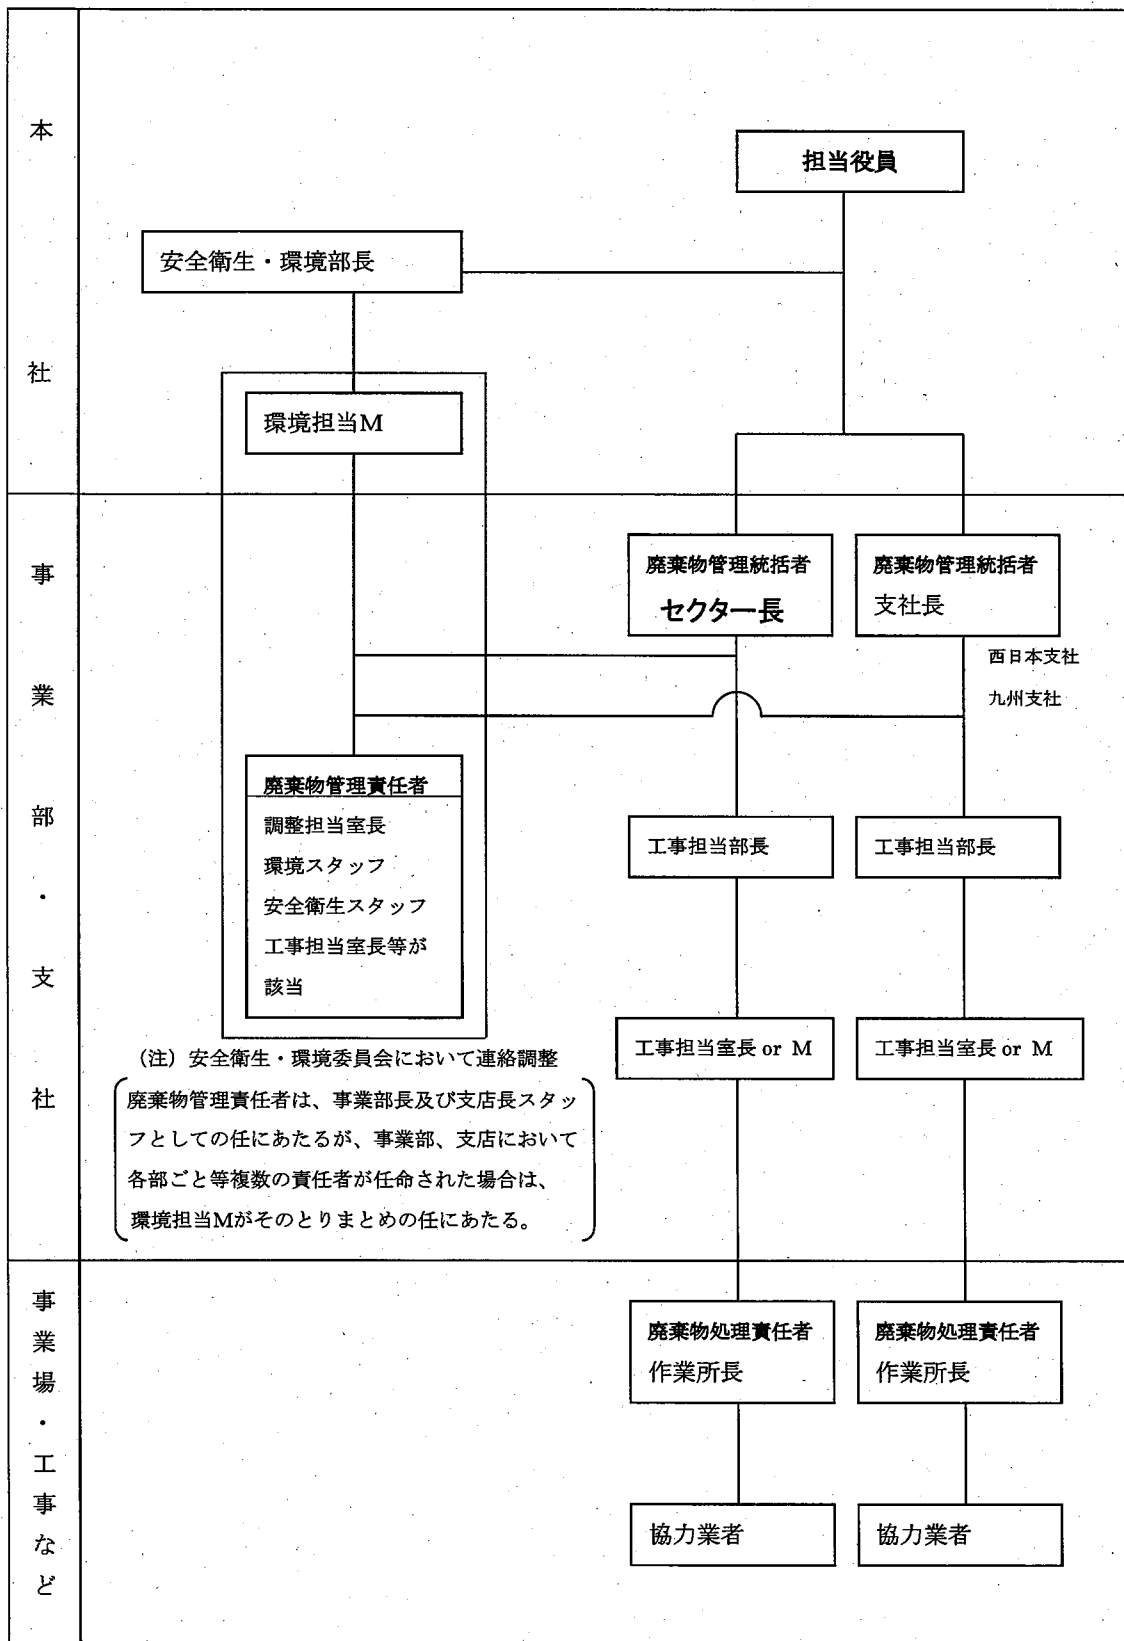 本社
担当役員
安全衛生・環境部長
環境担当M
事業部・支社
廃棄物管理統括者
セクター長
廃棄物管理統括者
支社長
西日本支社
九州支社
廃棄物管理責任者
調整担当室長
環境スタッフ
安全衛生スタッフ
工事担当室長等が
該当
工事担当部長
工事担当部長
工事担当室長 or M
工事担当室長 or M
(注) 安全衛生・環境委員会において連絡調整
廃棄物管理責任者は、事業部長及び支店長スタッ
フとしての任にあたるが、事業部、支店において
各部ごと等複数の責任者が任命された場合は、
環境担当Mがそのとりまとめの任にあたる。
事業場・工事など
廃棄物処理責任者
作業所長
廃棄物処理責任者
作業所長
協力業者
協力業者